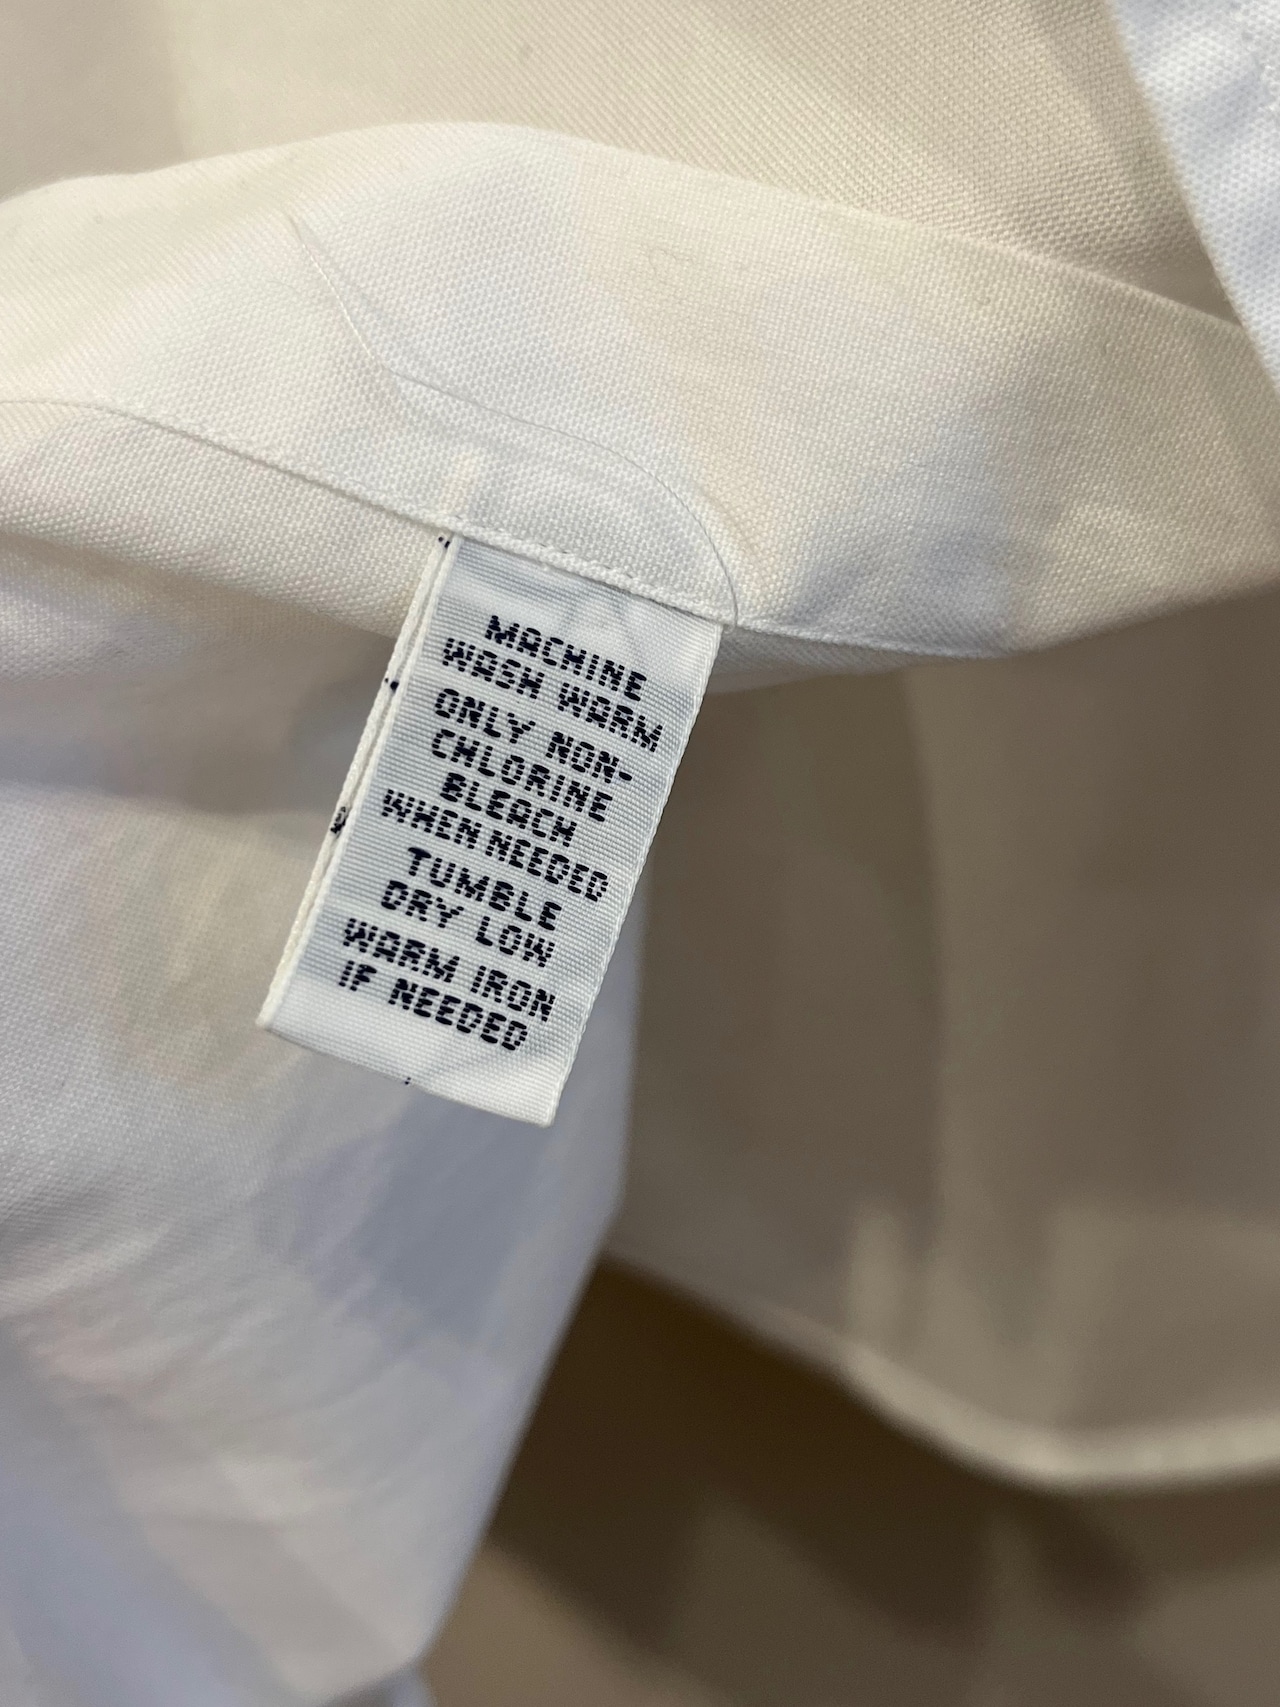 MACHINE
WASH WARM
ONLY NON-
CHLORINE
BLEACH
WHEN NEEDED
TUMBLE
DRY LOW
WARM IRON
IF NEEDED